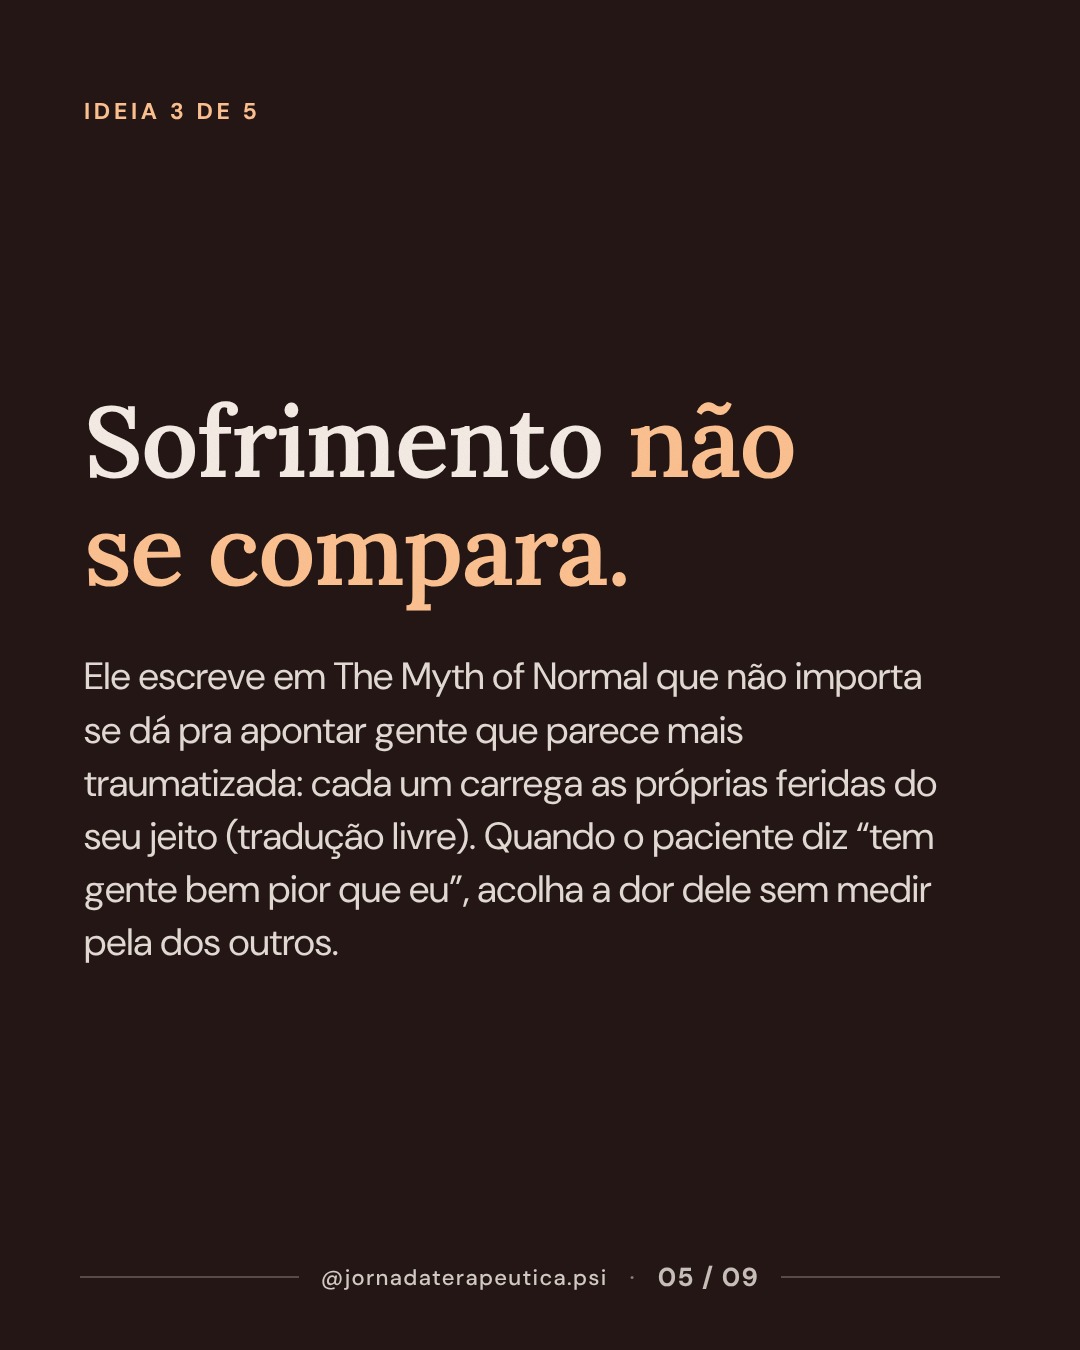 IDEIA 3 DE 5
Sofrimento não
se compara.
Ele escreve em The Myth of Normal que não importa
se dá pra apontar gente que parece mais
traumatizada: cada um carrega as próprias feridas do
seu jeito (tradução livre). Quando o paciente diz “tem
gente bem pior que eu”, acolha a dor dele sem medir
pela dos outros.
@jornadaterapeutica.psi · 05 / 09